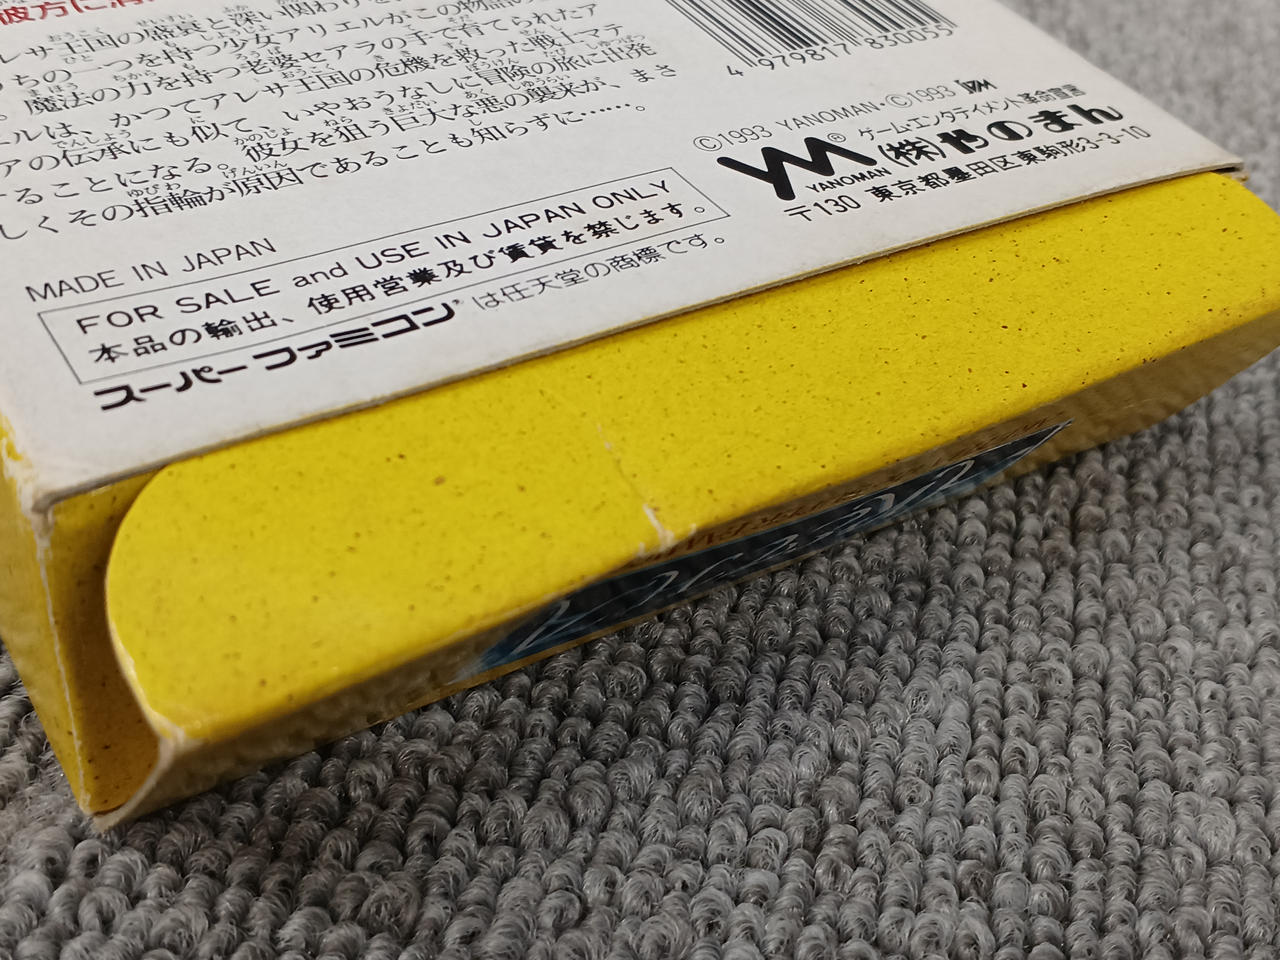 彼方に
レサ王国の盛衰と深い関わりを
ちの一つを持つ少女アリエルがこの物語の
魔法の力を持つ老婆セアラの手で育てられたア
エルは、かつてアレサ王国の危機を救った戦士マテ
アの伝承にも似て、いやおうなしに冒険の旅に出発
することになる。彼女を狙う巨大な悪の襲来が、まさ
しくその指輪が原因であることも知らずに……。
4 979817 830055
©1993 YANOMAN・©1993
ゲーム・エンタテイメント革命宣言
YANOMAN ® (株)やのまん
〒130 東京都墨田区東駒形3-3-10
MADE IN JAPAN
FOR SALE and USE IN JAPAN ONLY
本品の輸出、使用営業及び賃貸を禁じます。
スーパーファミコン®は任天堂の商標です。